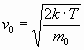 v₀ = √(2k · T / m₀)